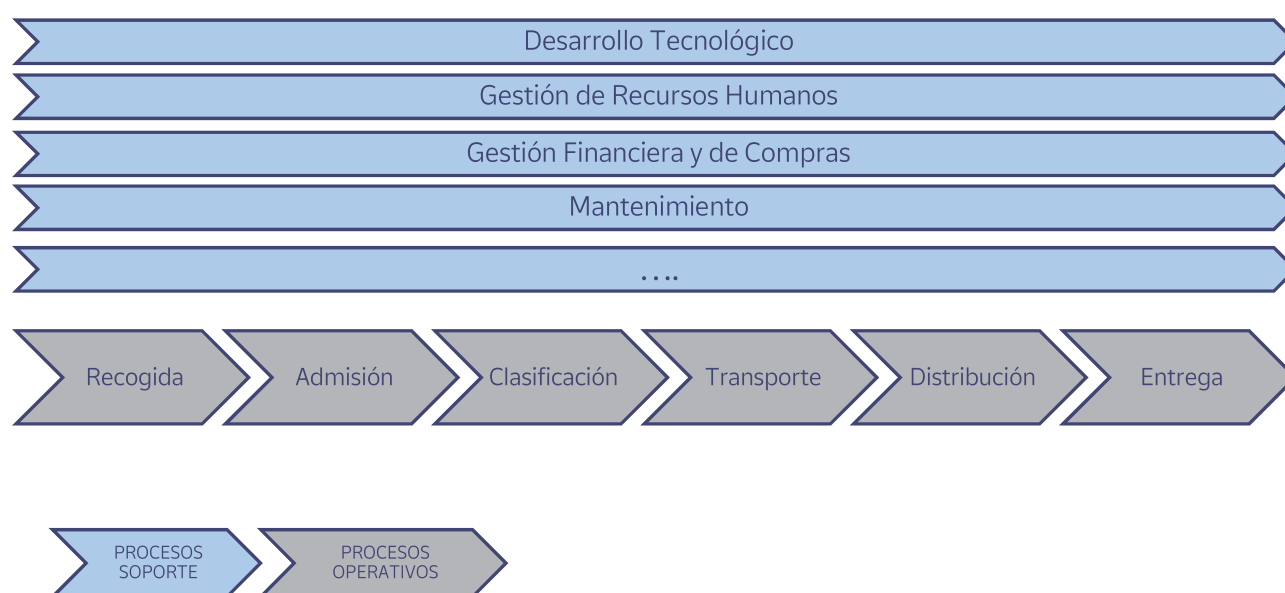 Desarrollo Tecnológico
Gestión de Recursos Humanos
Gestión Financiera y de Compras
Mantenimiento
....
Recogida
Admisión
Clasificación
Transporte
Distribución
Entrega
PROCESOS
SOPORTE
PROCESOS
OPERATIVOS